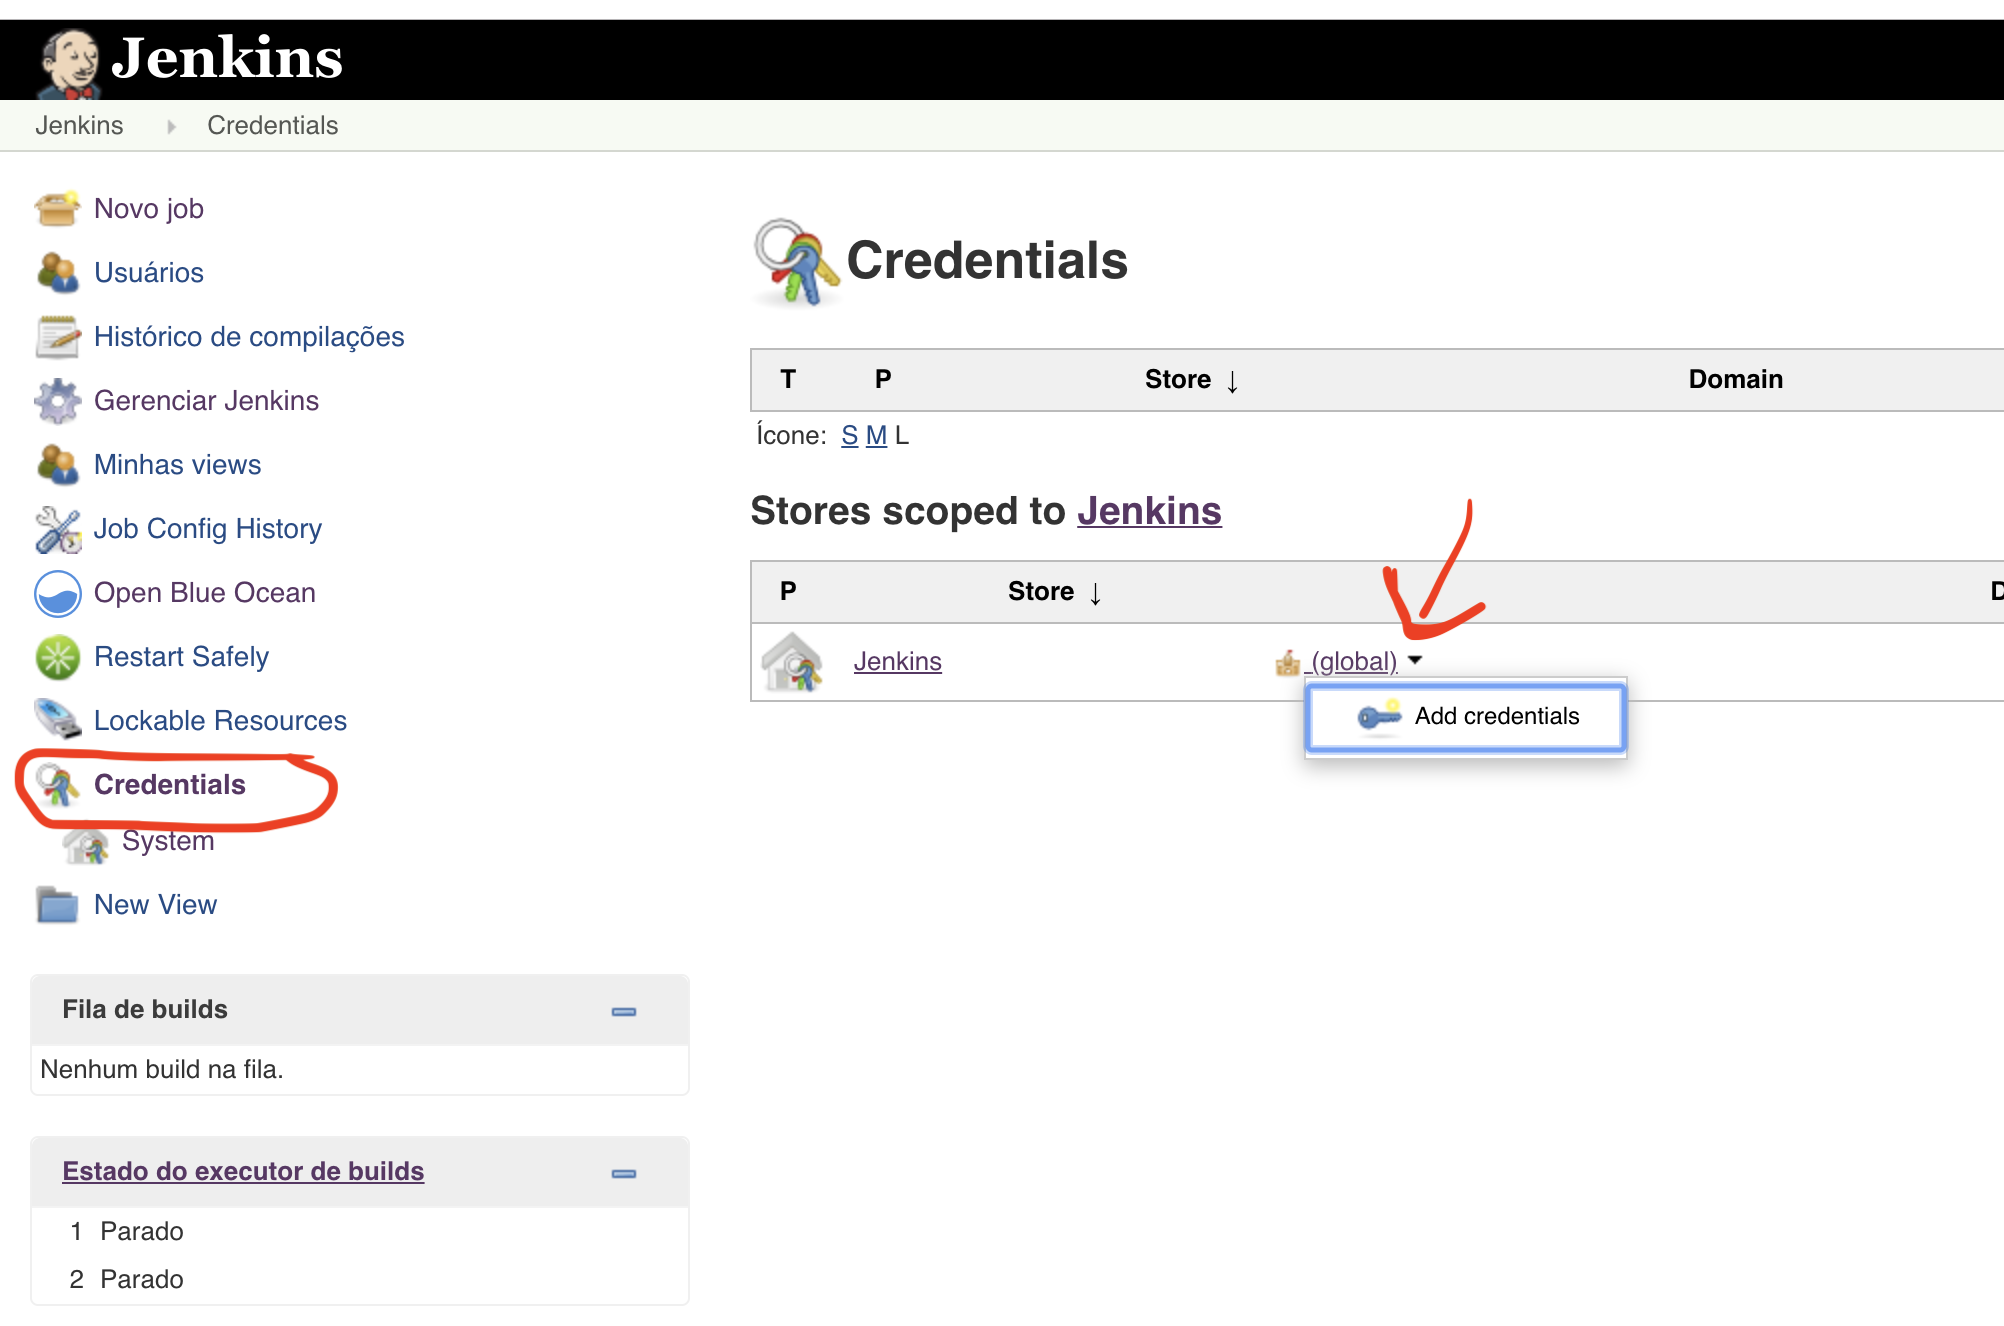 Jenkins
Jenkins Credentials
Novo job
Usuários
Histórico de compilações
Gerenciar Jenkins
Minhas views
Job Config History
Open Blue Ocean
Restart Safely
Lockable Resources
Credentials
System
New View
Fila de builds
Nenhum build na fila.
Estado do executor de builds
1 Parado
2 Parado
Credentials
T P Store ↓ Domain
Ícone: S M L
Stores scoped to Jenkins
P Store ↓
Jenkins (global)
Add credentials